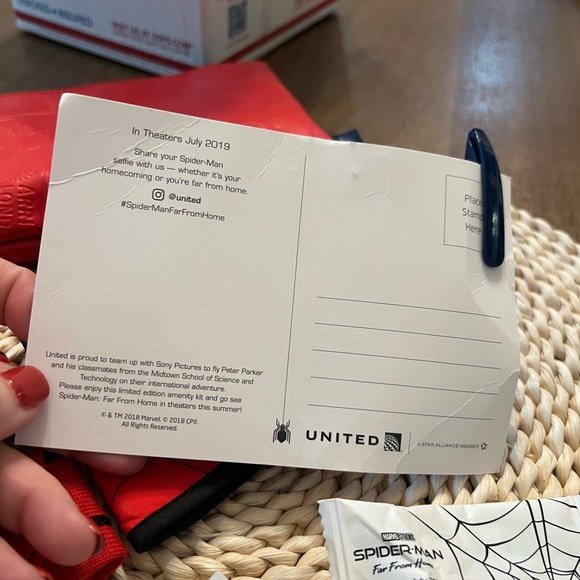 In Theaters July 2019
Share your Spider-Man
selfie with us — whether it's your
homecoming or you're far from home.
@united
#SpiderManFarFromHome
Place
Stamp
Here
United is proud to team up with Sony Pictures to fly Peter Parker
and his classmates from the Midtown School of Science and
Technology on their international adventure.
Please enjoy this limited edition amenity kit and go see
Spider-Man: Far From Home in theaters this summer!
© & TM 2018 Marvel. © 2018 CPII.
All Rights Reserved.
UNITED
A STAR ALLIANCE MEMBER
MARVEL STUDIOS
SPIDER-MAN
Far From